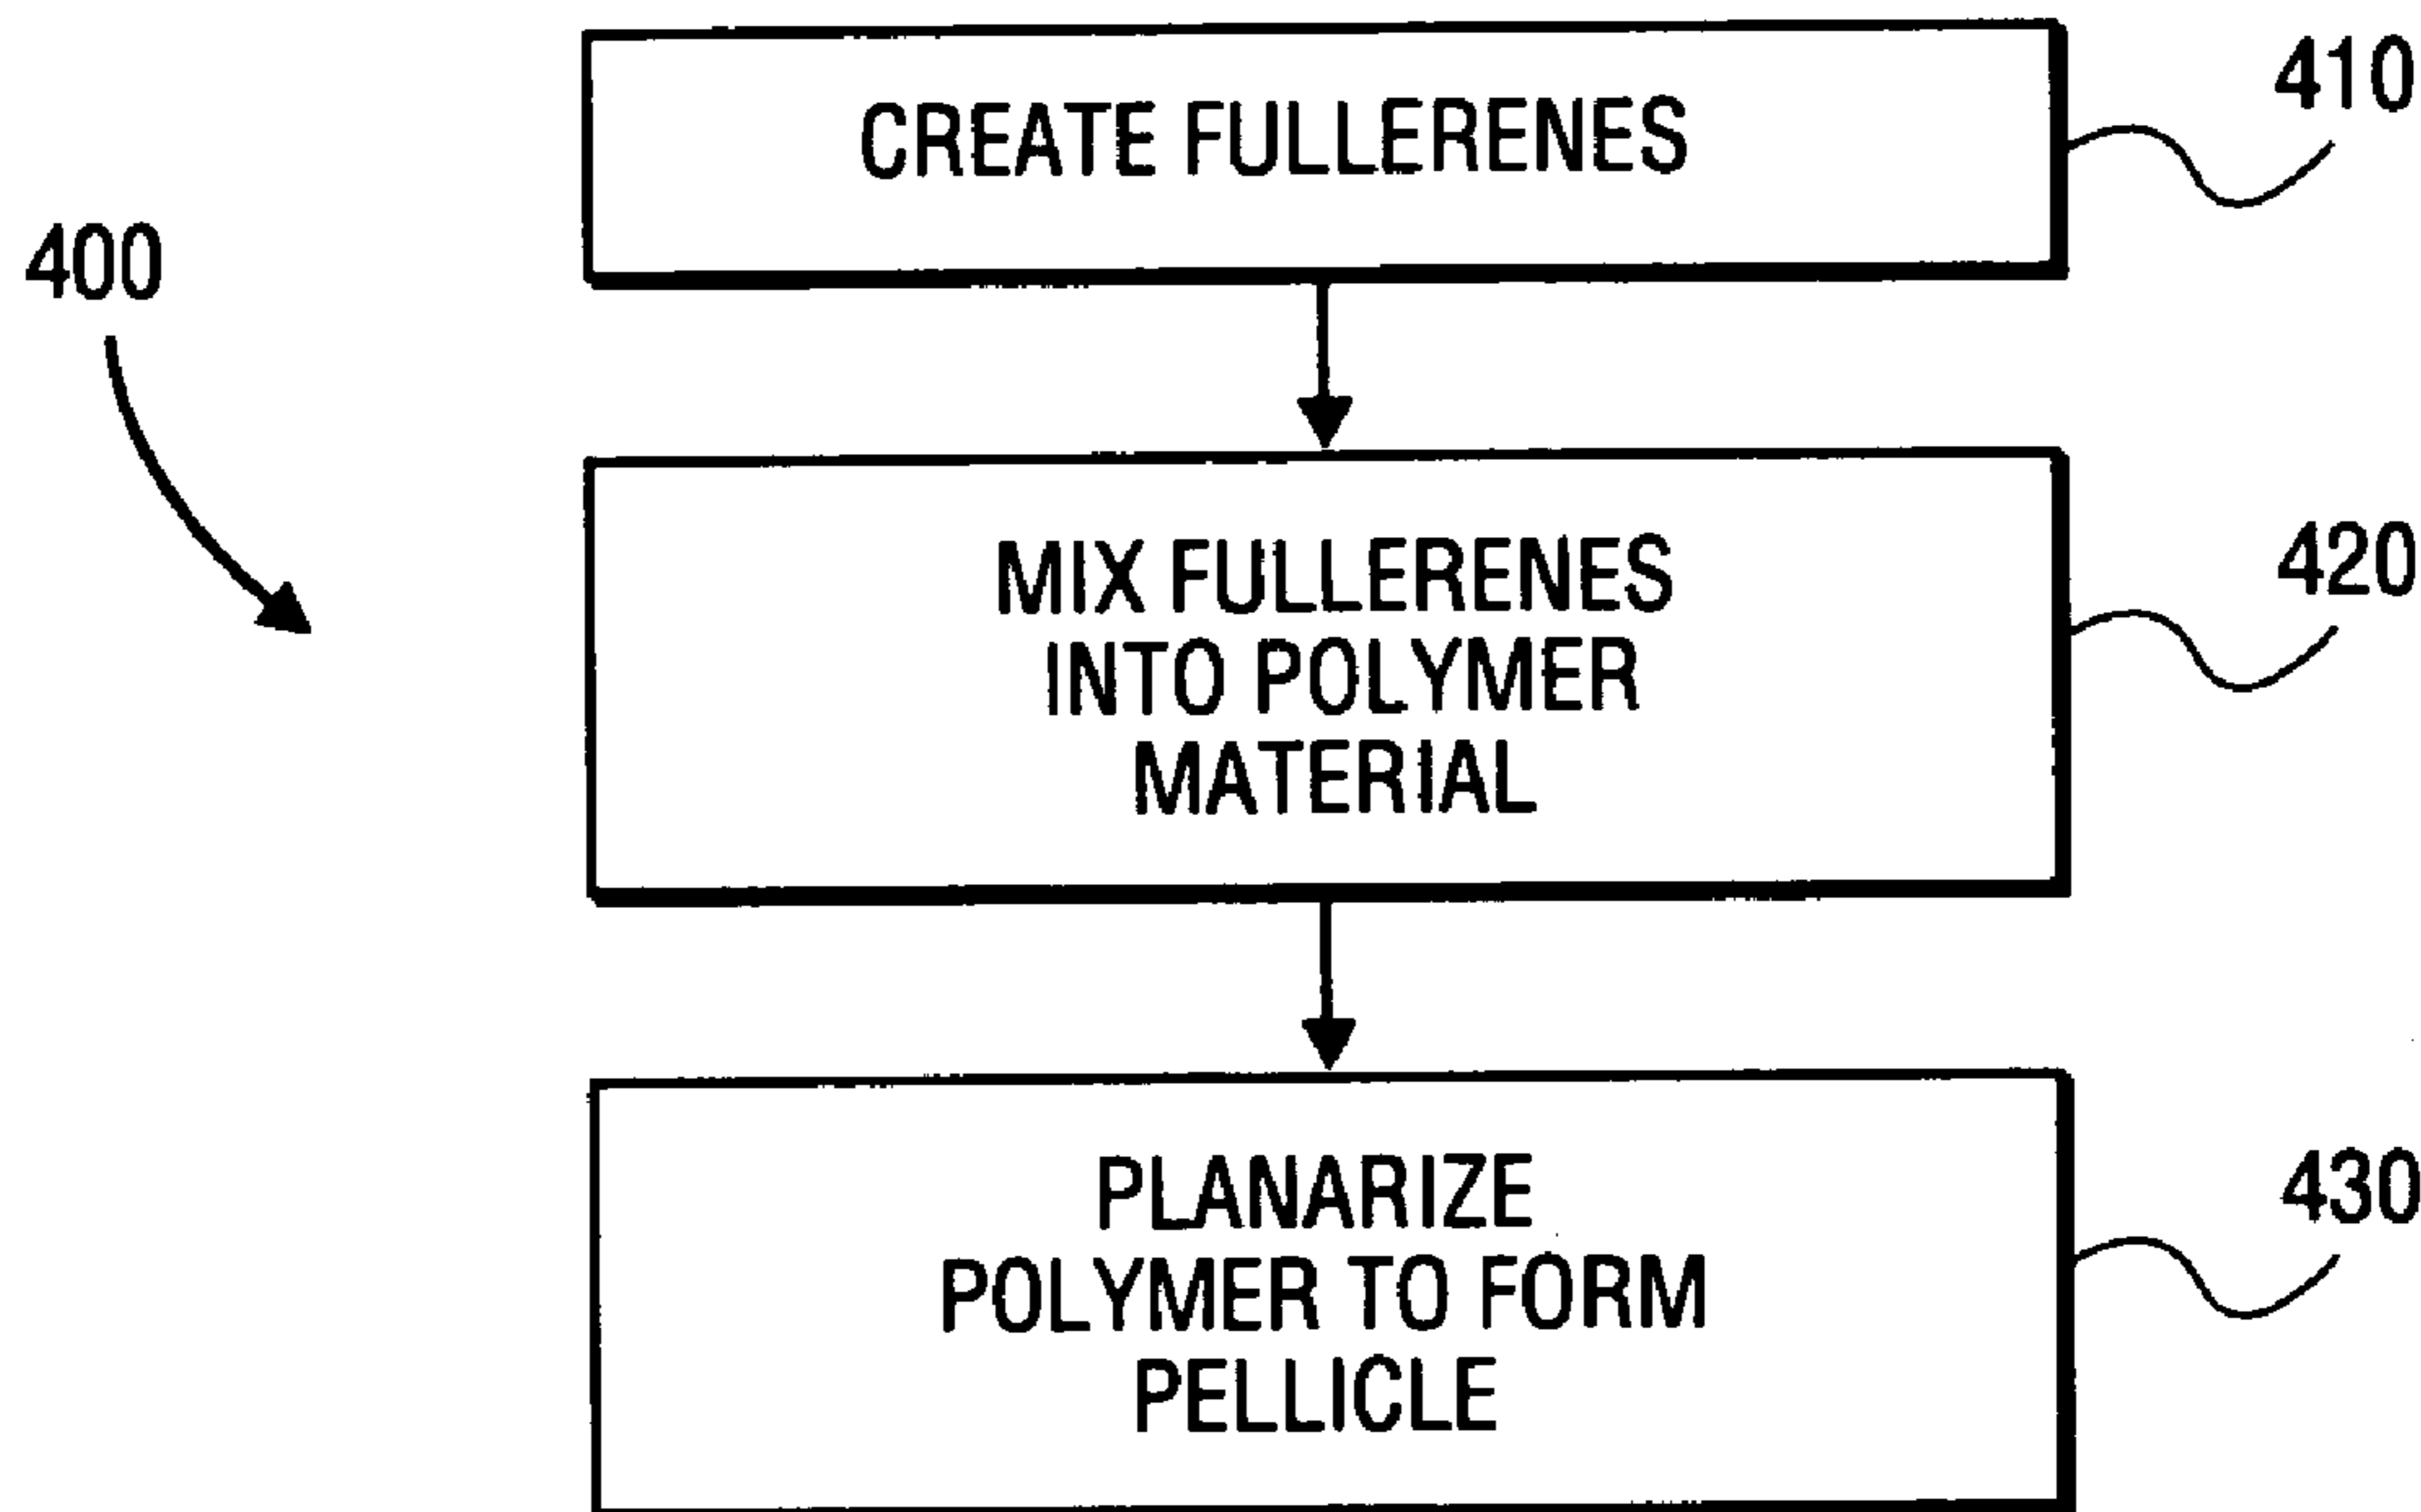 CREATE FULLERENES
410
400
MIX FULLERENES
INTO POLYMER
MATERIAL
420
PLANARIZE
POLYMER TO FORM
PELLICLE
430